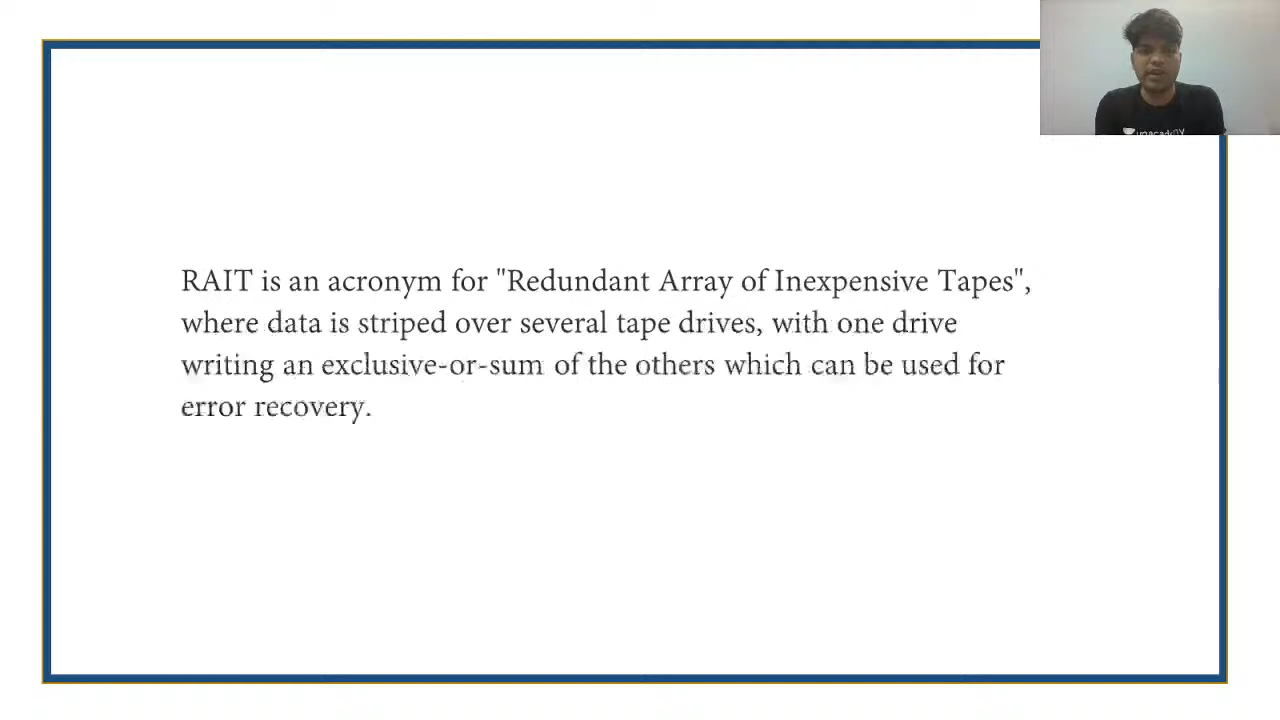 RAIT is an acronym for "Redundant Array of Inexpensive Tapes",
where data is striped over several tape drives, with one drive
writing an exclusive-or-sum of the others which can be used for
error recovery.
unacademy